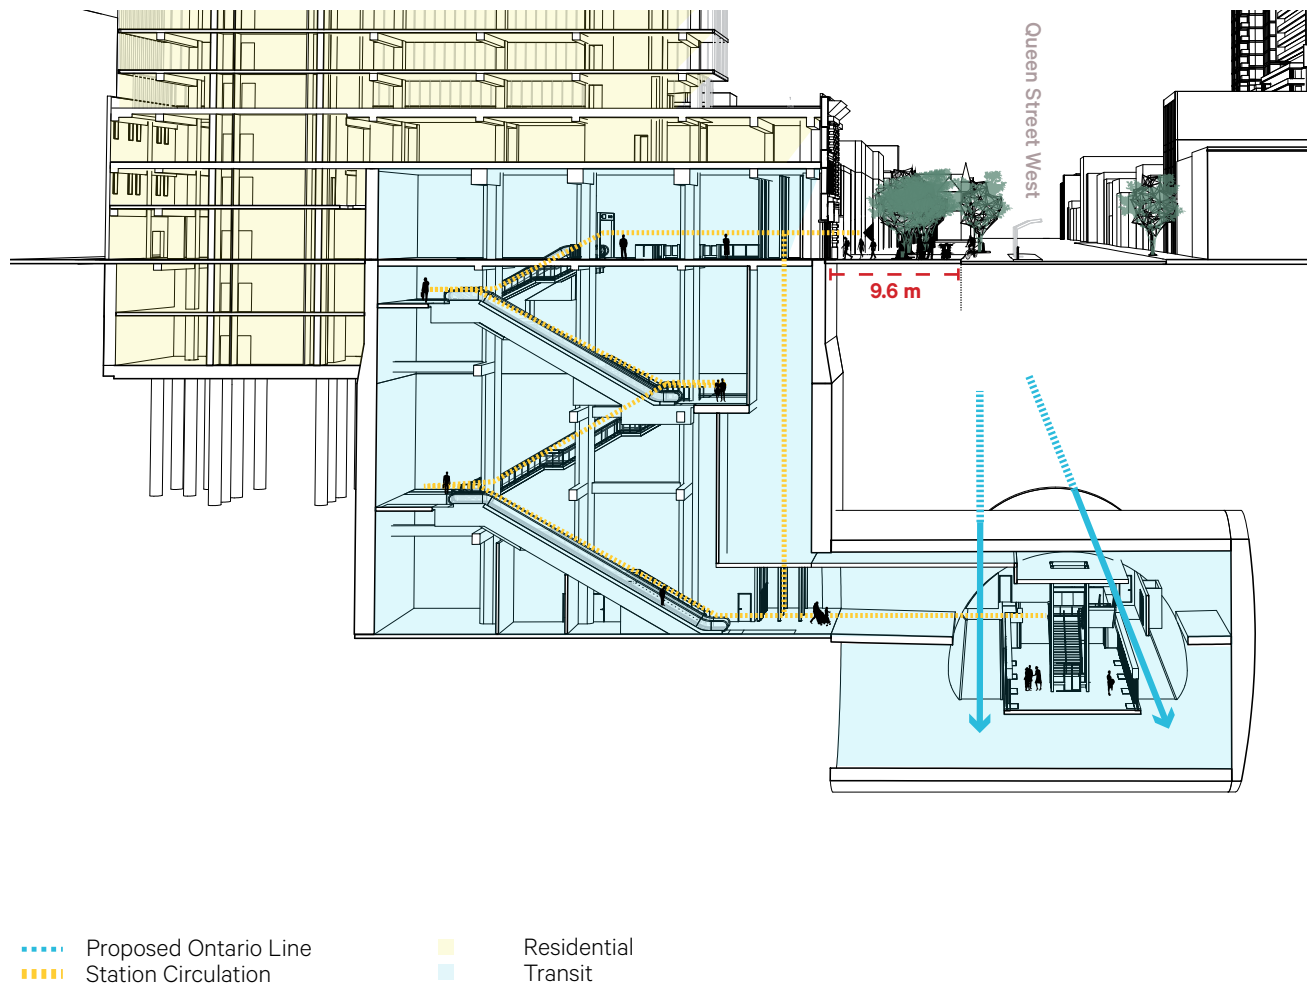 Queen Street West
9.6 m
Proposed Ontario Line
Station Circulation
Residential
Transit